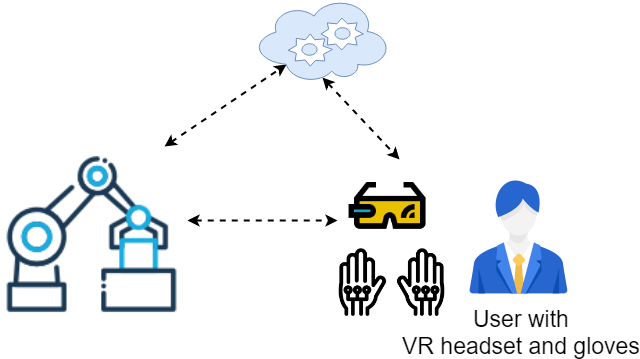 User with
VR headset and gloves